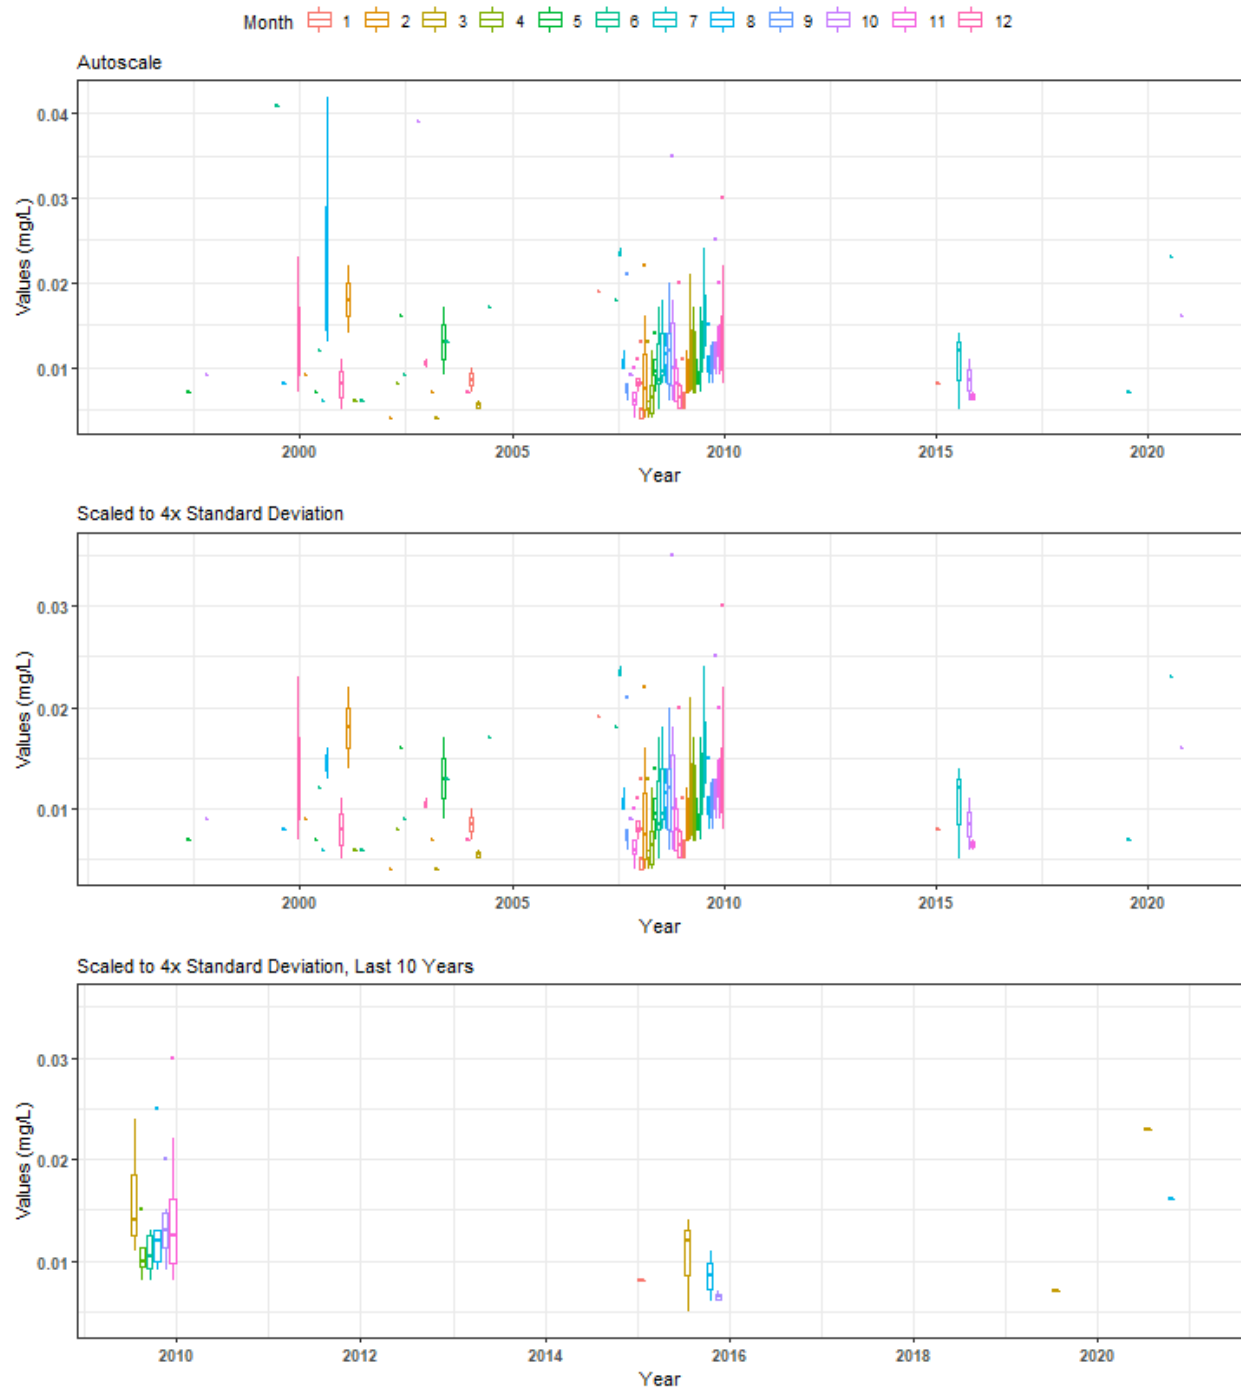 Month 1 2 3 4 5 6 7 8 9 10 11 12
Autoscale
Values (mg/L)
0.04
0.03
0.02
0.01
2000 2005 2010 2015 2020
Year
Scaled to 4x Standard Deviation
Values (mg/L)
0.03
0.02
0.01
2000 2005 2010 2015 2020
Year
Scaled to 4x Standard Deviation, Last 10 Years
Values (mg/L)
0.03
0.02
0.01
2010 2012 2014 2016 2018 2020
Year